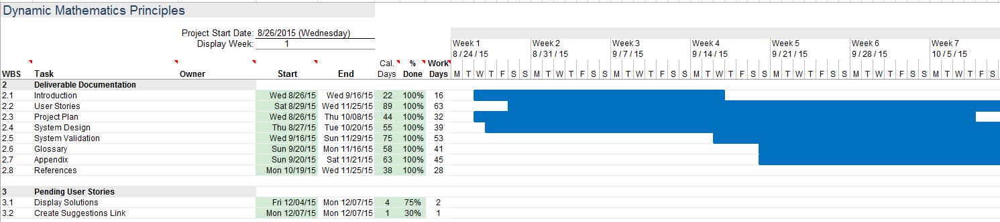 Dynamic Mathematics Principles
Project Start Date: 8/26/2015 (Wednesday)
Display Week: 1
Week 1 Week 2 Week 3 Week 4 Week 5 Week 6 Week 7
8 / 24 / 15 8 / 31 / 15 9 / 7 / 15 9 / 14 / 15 9 / 21 / 15 9 / 28 / 15 10 / 5 / 15
WBS Task Owner Start End Cal. Days % Done Work Days M T W T F S S M T W T F S S M T W T F S S M T W T F S S M T W T F S S M T W T F S S M T W T F S
2 Deliverable Documentation
2.1 Introduction Wed 8/26/15 Wed 9/16/15 22 100% 16
2.2 User Stories Sat 8/29/15 Wed 11/25/15 89 100% 63
2.3 Project Plan Wed 8/26/15 Thu 10/08/15 44 100% 32
2.4 System Design Thu 8/27/15 Tue 10/20/15 55 100% 39
2.5 System Validation Wed 9/16/15 Sun 11/29/15 75 100% 53
2.6 Glossary Sun 9/20/15 Mon 11/16/15 58 100% 41
2.7 Appendix Sun 9/20/15 Sat 11/21/15 63 100% 45
2.8 References Mon 10/19/15 Wed 11/25/15 38 100% 28
3 Pending User Stories
3.1 Display Solutions Fri 12/04/15 Mon 12/07/15 4 75% 2
3.2 Create Suggestions Link Mon 12/07/15 Mon 12/07/15 1 30% 1